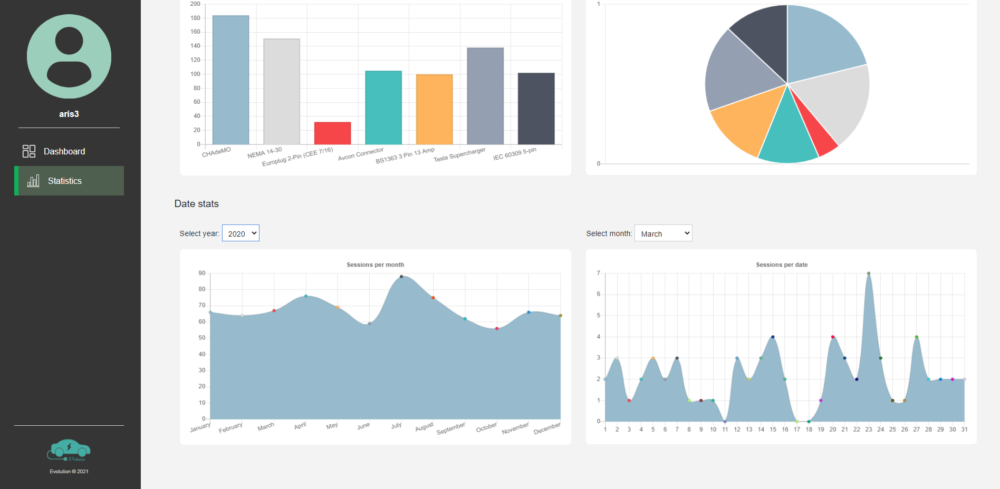 aris3
Dashboard
Statistics
EVolution
Evolution © 2021
200
180
160
140
120
100
80
60
40
20
0
CHAdeMO
NEMA 14-30
Europlug 2-Pin (CEE 7/16)
Avcon Connector
BS1363 3 Pin 13 Amp
Tesla Supercharger
IEC 60309 5-pin
1
0
Date stats
Select year: 2020
Select month: March
Sessions per month
90
80
70
60
50
40
30
20
10
0
January February March April May June July August September October November December
Sessions per date
7
6
5
4
3
2
1
0
1 2 3 4 5 6 7 8 9 10 11 12 13 14 15 16 17 18 19 20 21 22 23 24 25 26 27 28 29 30 31